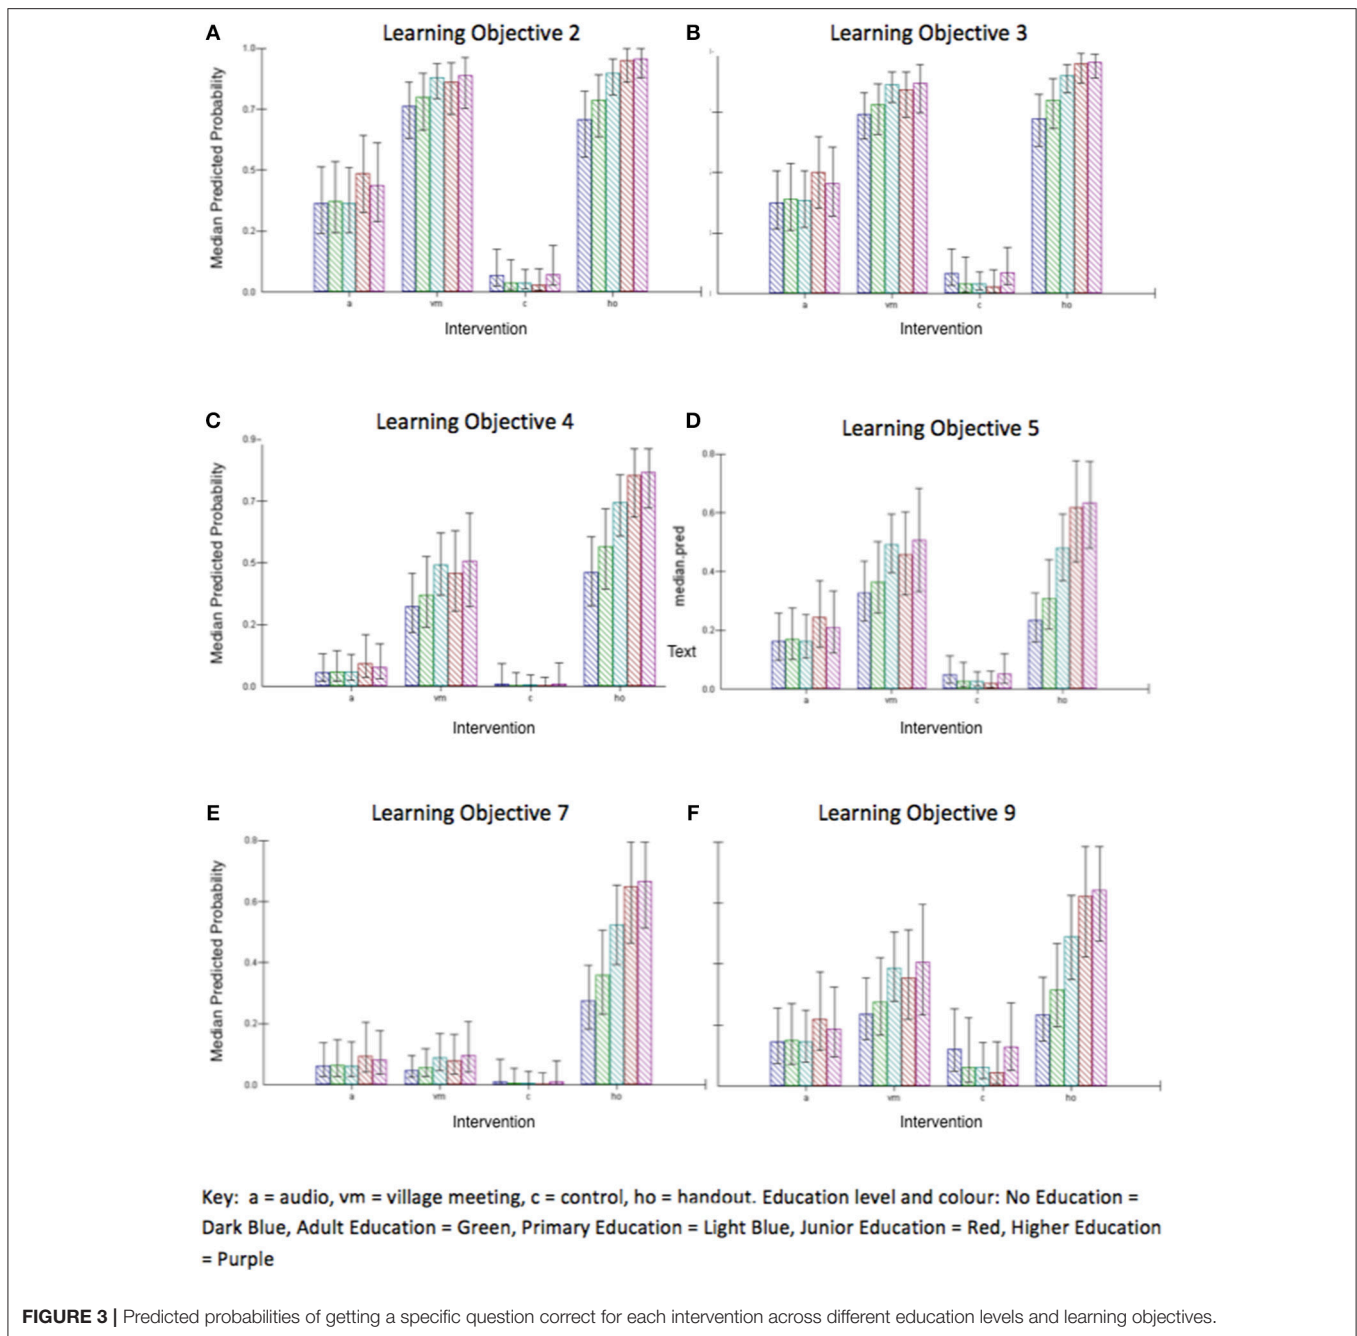 A
Learning Objective 2
Median Predicted Probability
1.0
0.7
0.5
0.2
0.0
a
vm
c
ho
Intervention
B
Learning Objective 3
a
vm
c
ho
Intervention
C
Learning Objective 4
Median Predicted Probability
0.9
0.7
0.5
0.2
0.0
a
vm
c
ho
Intervention
D
Learning Objective 5
median.pred
Text
0.8
0.6
0.4
0.2
0.0
a
vm
c
ho
Intervention
E
Learning Objective 7
Median Predicted Probability
0.8
0.6
0.4
0.2
0.0
a
vm
c
ho
Intervention
F
Learning Objective 9
a
vm
c
ho
Intervention
Key: a = audio, vm = village meeting, c = control, ho = handout. Education level and colour: No Education =
Dark Blue, Adult Education = Green, Primary Education = Light Blue, Junior Education = Red, Higher Education
= Purple
FIGURE 3 | Predicted probabilities of getting a specific question correct for each intervention across different education levels and learning objectives.